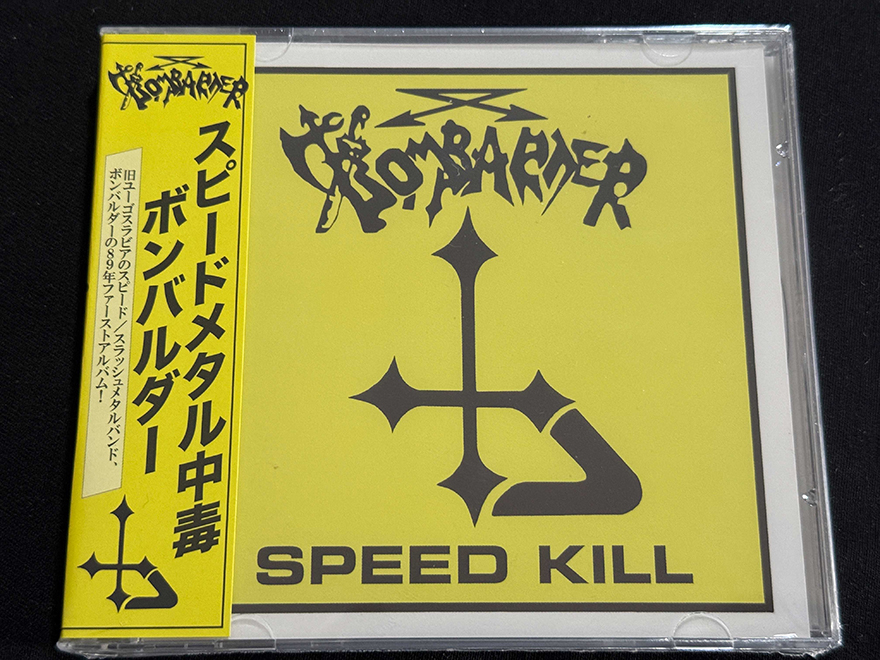 BOMBARDER
スピードメタル中毒
ボンバルダー
旧ユーゴスラビアのスピード／スラッシュメタルバンド、
ボンバルダーの89年ファーストアルバム！
BOMBARDER
SPEED KILL